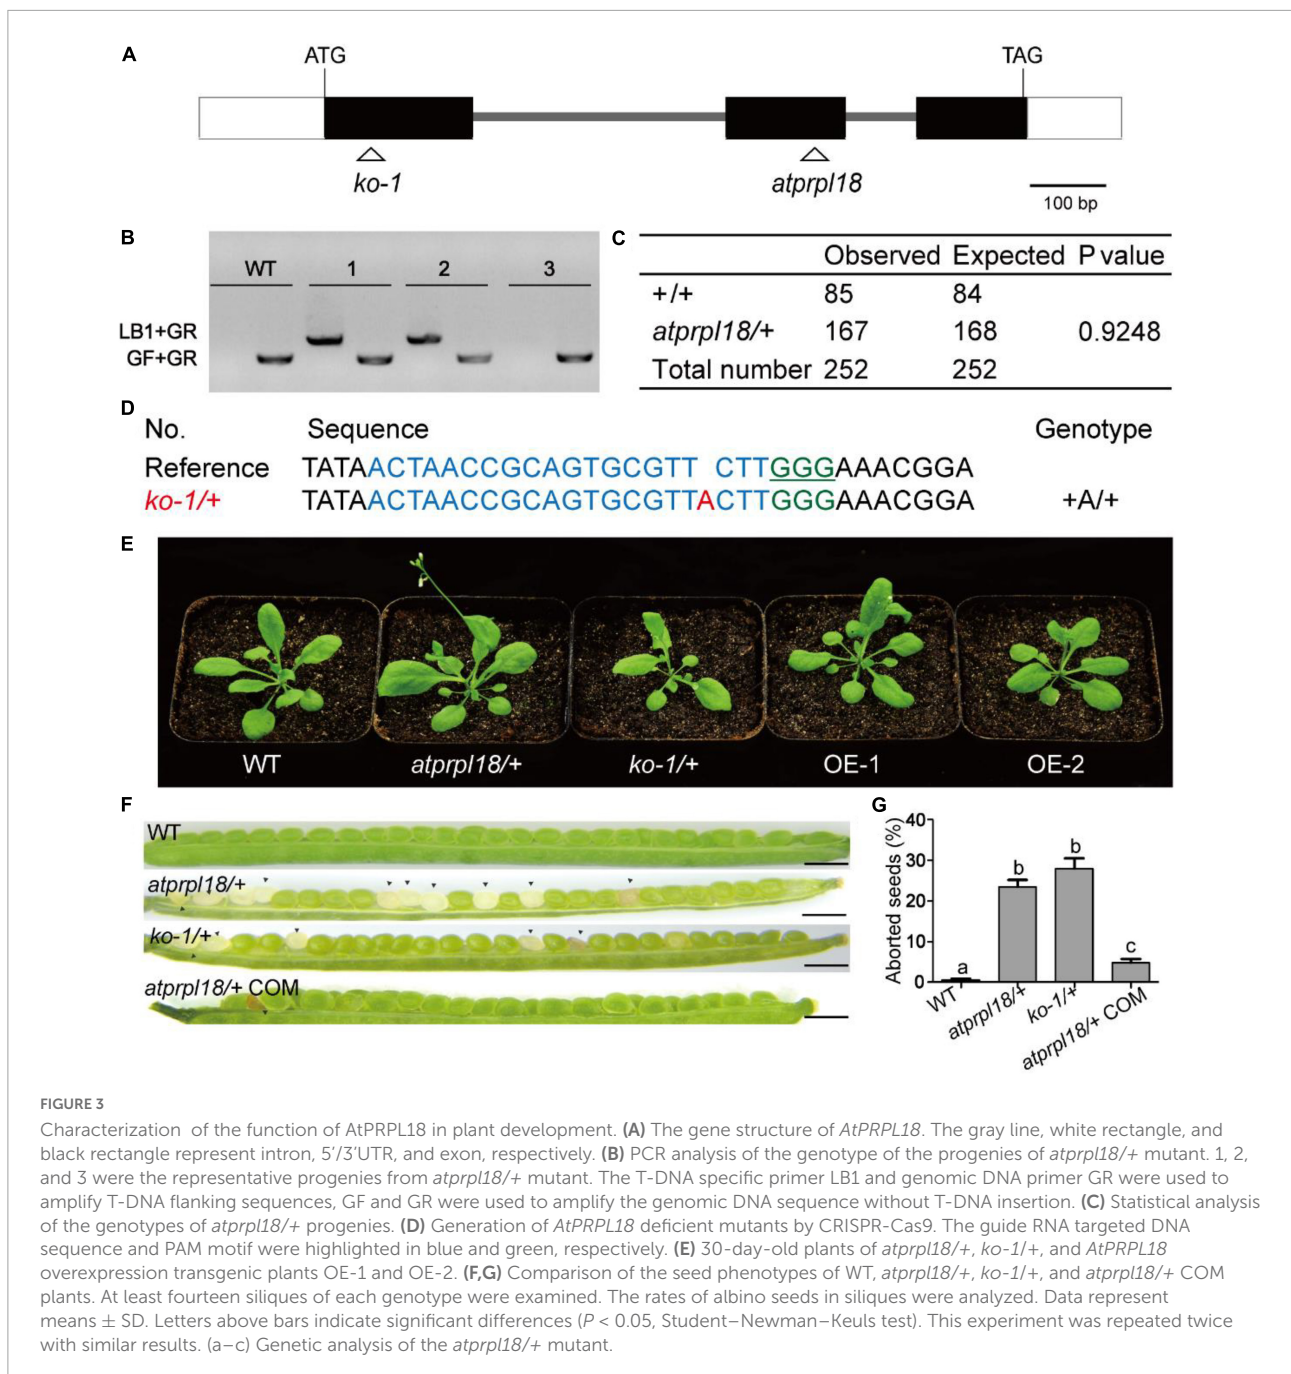 A
ATG
TAG
ko-1
atprpl18
100 bp
B
WT 1 2 3
LB1+GR
GF+GR
C
Observed Expected P value
+/+ 85 84
atprpl18/+ 167 168 0.9248
Total number 252 252
D
No. Sequence Genotype
Reference TATAACTAACCGCAGTGCGTT CTTGGGAAACGGA
ko-1/+ TATAACTAACCGCAGTGCGTTACTTGGGAAACGGA +A/+
E
WT atprpl18/+ ko-1/+ OE-1 OE-2
F
WT
atprpl18/+
ko-1/+
atprpl18/+ COM
G
Aborted seeds (%)
40
30
20
10
0
a b b c
WT atprpl18/+ ko-1/+ atprpl18/+ COM
FIGURE 3
Characterization of the function of AtPRPL18 in plant development. (A) The gene structure of AtPRPL18. The gray line, white rectangle, and
black rectangle represent intron, 5′/3′UTR, and exon, respectively. (B) PCR analysis of the genotype of the progenies of atprpl18/+ mutant. 1, 2,
and 3 were the representative progenies from atprpl18/+ mutant. The T-DNA specific primer LB1 and genomic DNA primer GR were used to
amplify T-DNA flanking sequences, GF and GR were used to amplify the genomic DNA sequence without T-DNA insertion. (C) Statistical analysis
of the genotypes of atprpl18/+ progenies. (D) Generation of AtPRPL18 deficient mutants by CRISPR-Cas9. The guide RNA targeted DNA
sequence and PAM motif were highlighted in blue and green, respectively. (E) 30-day-old plants of atprpl18/+, ko-1/+, and AtPRPL18
overexpression transgenic plants OE-1 and OE-2. (F,G) Comparison of the seed phenotypes of WT, atprpl18/+, ko-1/+, and atprpl18/+ COM
plants. At least fourteen siliques of each genotype were examined. The rates of albino seeds in siliques were analyzed. Data represent
means ± SD. Letters above bars indicate significant differences (P < 0.05, Student–Newman–Keuls test). This experiment was repeated twice
with similar results. (a–c) Genetic analysis of the atprpl18/+ mutant.